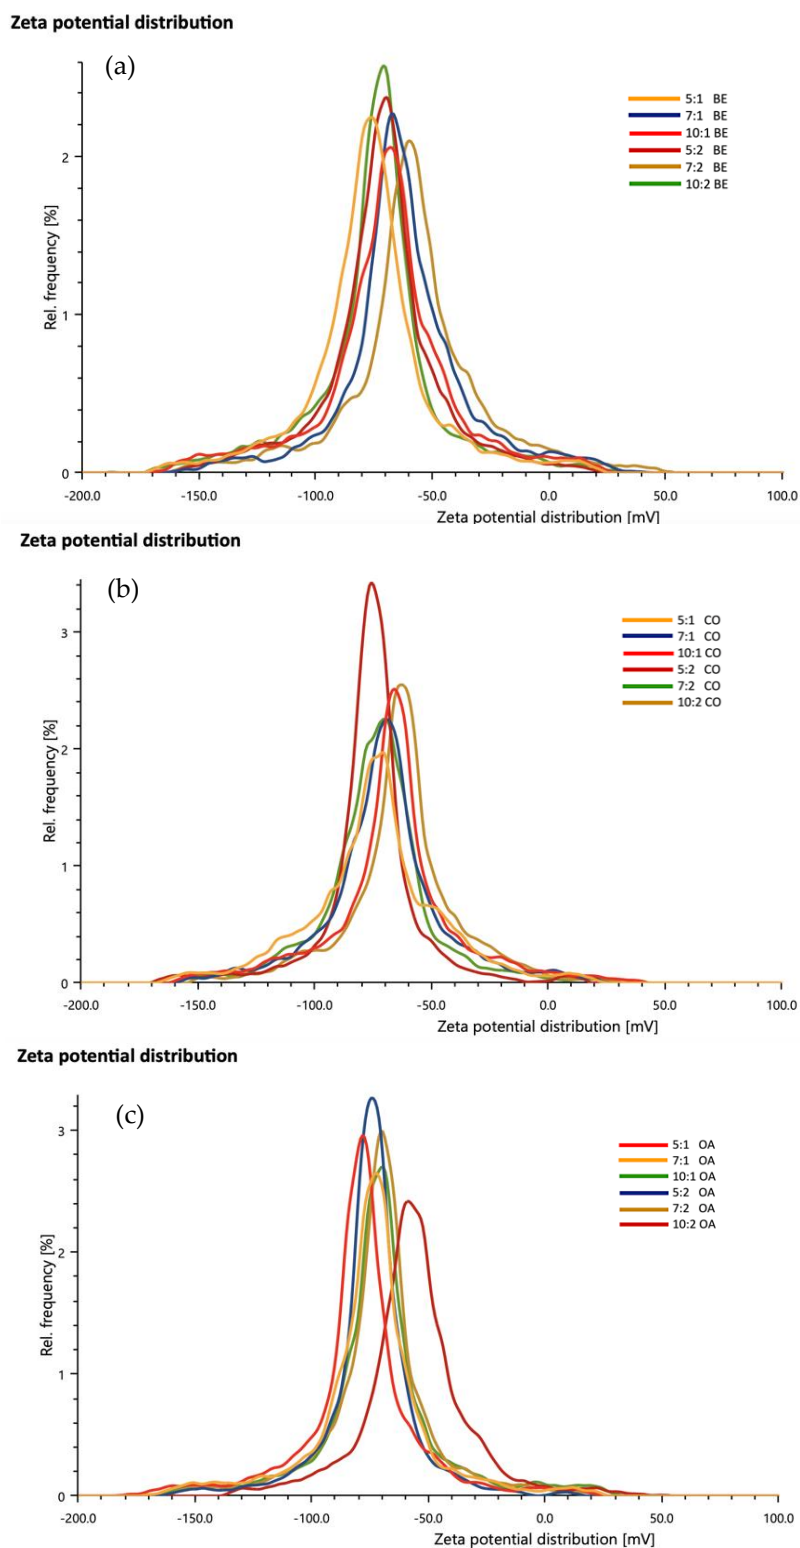 Zeta potential distribution
(a)
5:1 BE
7:1 BE
10:1 BE
5:2 BE
7:2 BE
10:2 BE
Rel. frequency [%]
2
1
0
-200.0 -150.0 -100.0 -50.0 0.0 50.0 100.0
Zeta potential distribution [mV]
Zeta potential distribution
(b)
5:1 CO
7:1 CO
10:1 CO
5:2 CO
7:2 CO
10:2 CO
Rel. frequency [%]
3
2
1
0
-200.0 -150.0 -100.0 -50.0 0.0 50.0 100.0
Zeta potential distribution [mV]
Zeta potential distribution
(c)
5:1 OA
7:1 OA
10:1 OA
5:2 OA
7:2 OA
10:2 OA
Rel. frequency [%]
3
2
1
0
-200.0 -150.0 -100.0 -50.0 0.0 50.0 100.0
Zeta potential distribution [mV]